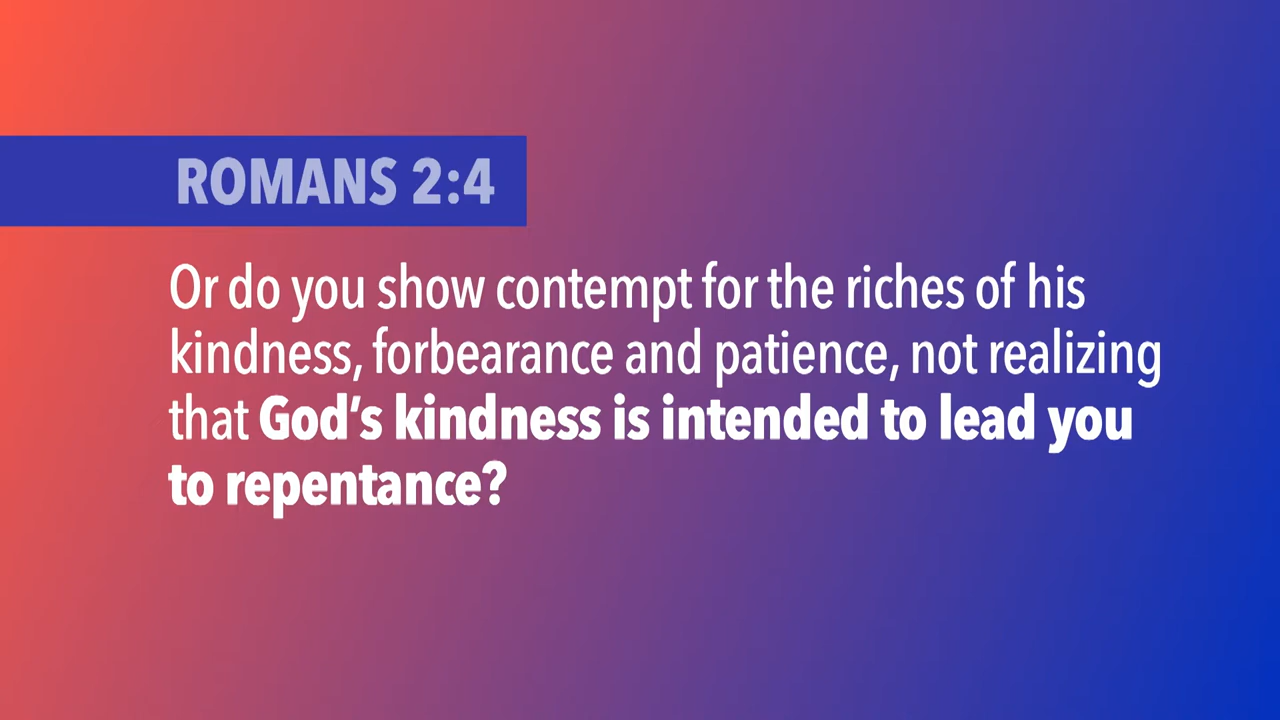 ROMANS 2:4
Or do you show contempt for the riches of his
kindness, forbearance and patience, not realizing
that God’s kindness is intended to lead you
to repentance?